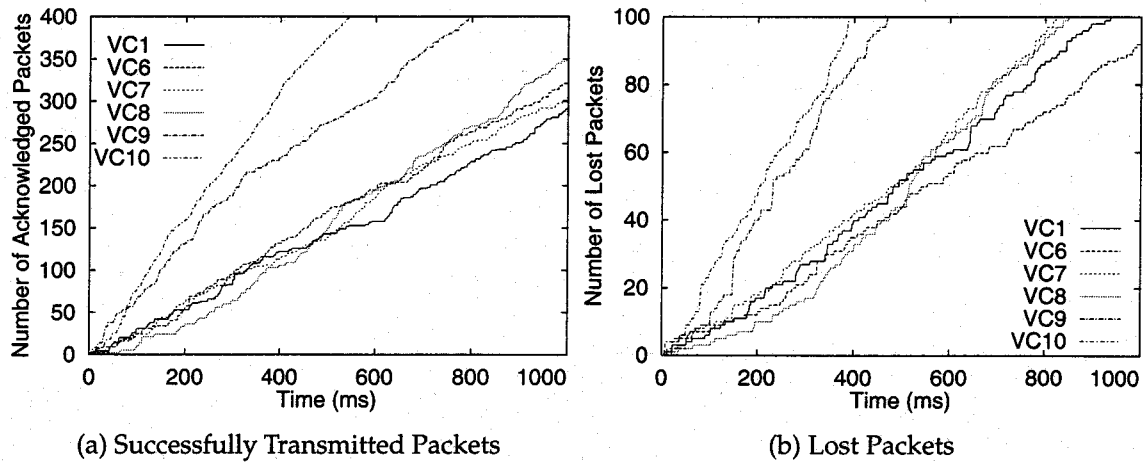 Number of Acknowledged Packets
400
350
300
250
200
150
100
50
0
VC1
VC6
VC7
VC8
VC9
VC10
0 200 400 600 800 1000
Time (ms)
(a) Successfully Transmitted Packets
Number of Lost Packets
100
80
60
40
20
0
VC1
VC6
VC7
VC8
VC9
VC10
0 200 400 600 800 1000
Time (ms)
(b) Lost Packets